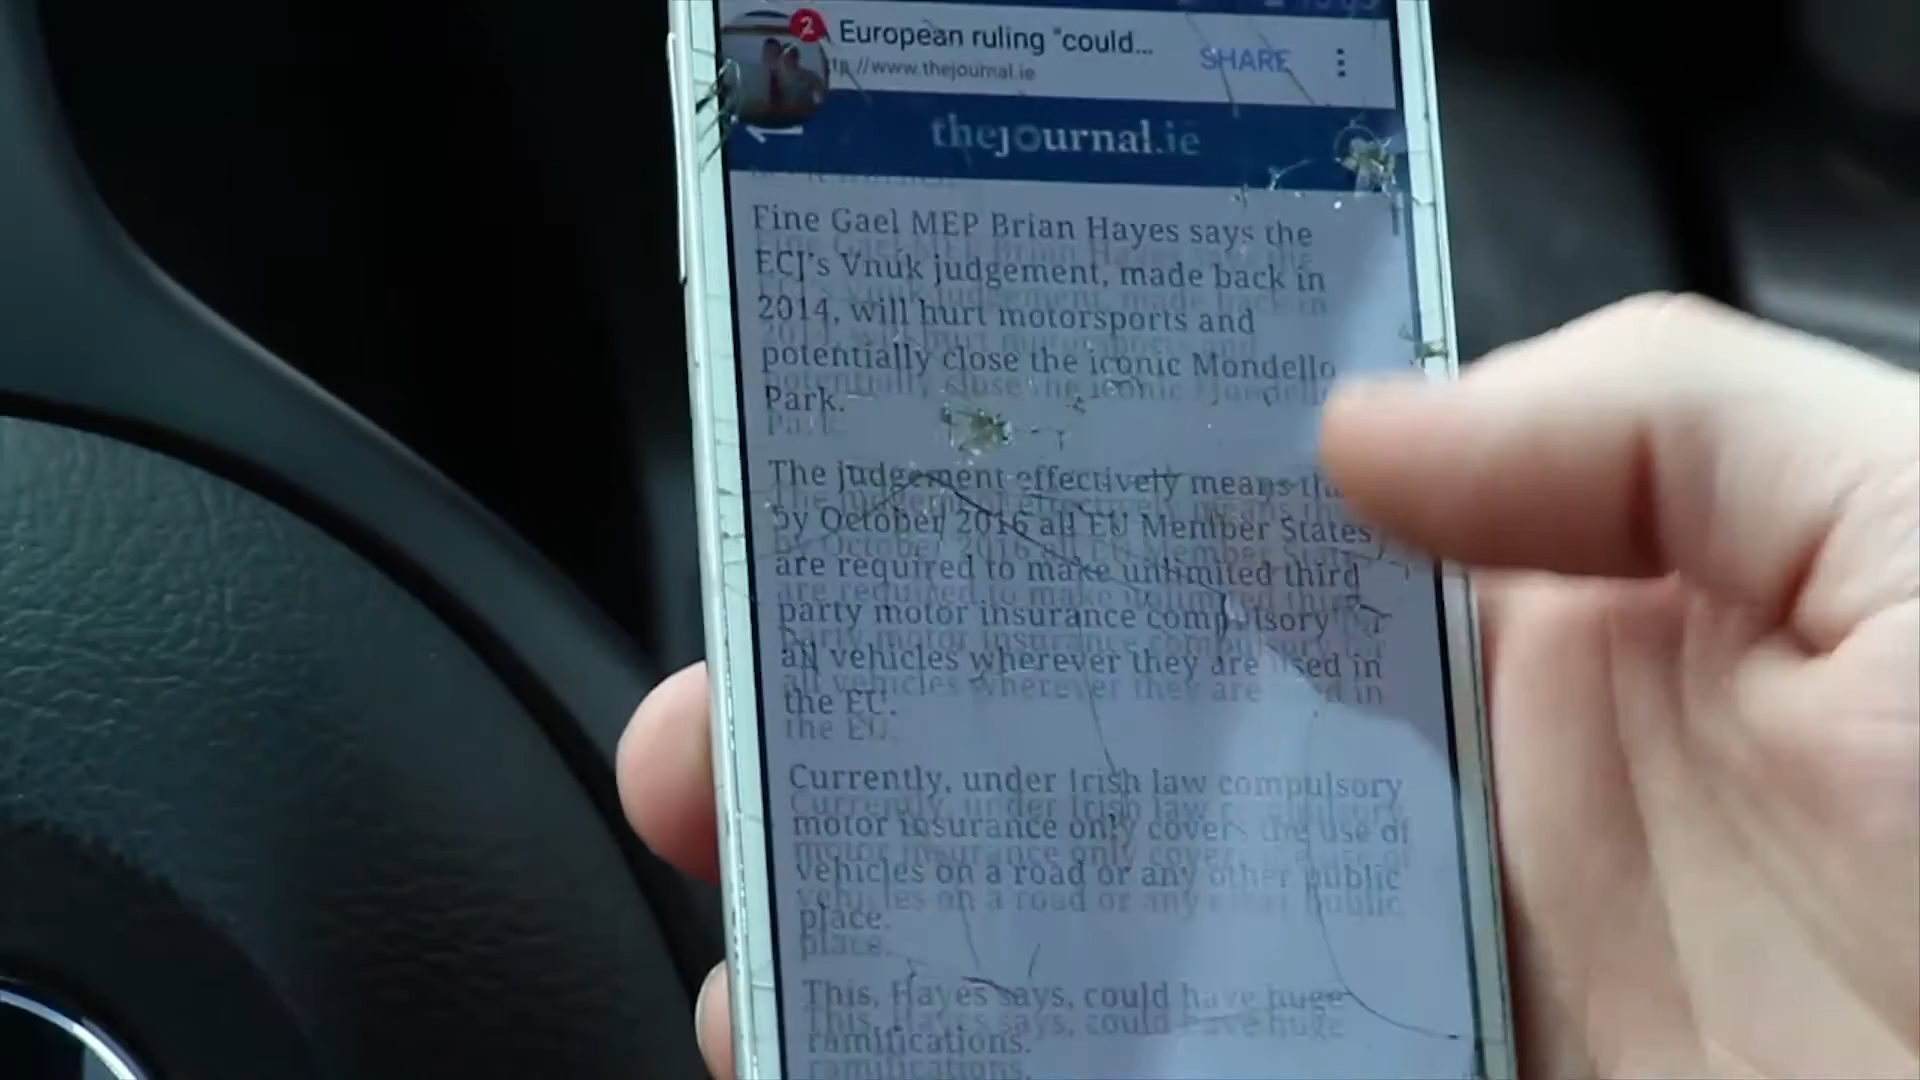 2
European ruling "could...
SHARE
//www.thejournal.ie
thejournal.ie
Fine Gael MEP Brian Hayes says the
ECJ's Vnuk judgement, made back in
2014, will hurt motorsports and
potentially close the iconic Mondello
Park.
The judgement effectively means
by October 2016 all EU Member States
are required to make unlimited third
party motor insurance compulsory
all vehicles wherever they are used in
the EU.
Currently, under Irish law compulsory
motor insurance only covers the use of
vehicles on a road or any other public
place.
This, Hayes says, could have huge
ramifications.